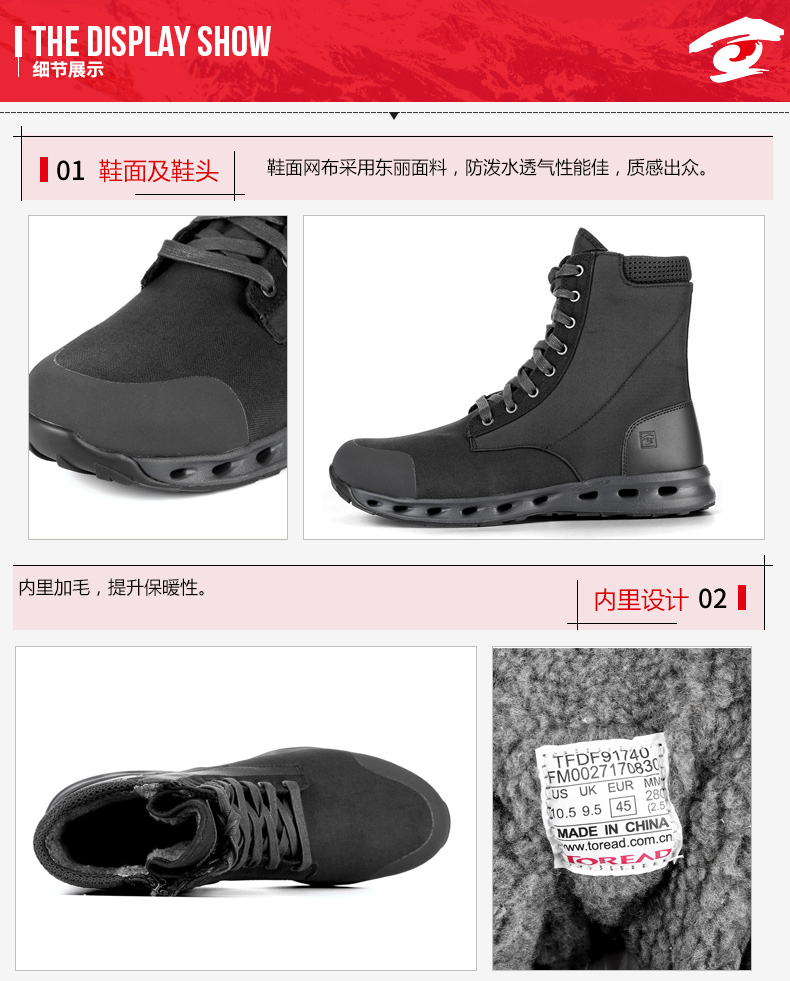 THE DISPLAY SHOW
细节展示
01 鞋面及鞋头
鞋面网布采用东丽面料，防泼水透气性能佳，质感出众。
内里加毛，提升保暖性。
内里设计 02
TFDF91740
FM0027170830
US UK EUR MM
10.5 9.5 45 280
(2.5)
MADE IN CHINA
www.toread.com.cn
TOREAD